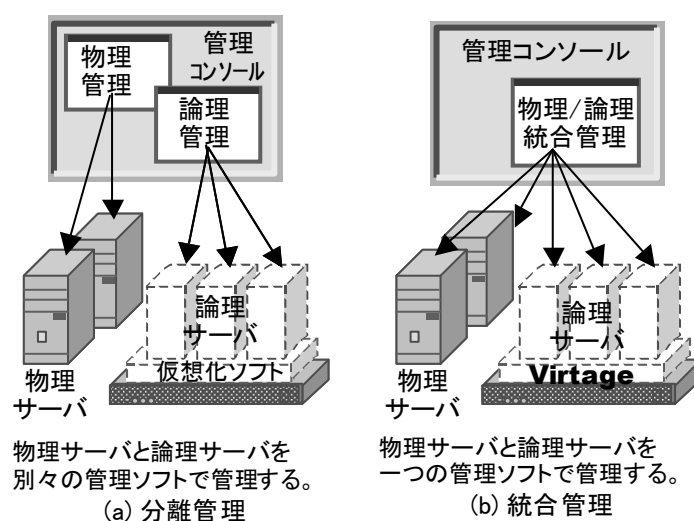 物理
管理
管理
コンソール
論理
管理
論理
サーバ
仮想化ソフト
物理
サーバ
物理サーバと論理サーバを
別々の管理ソフトで管理する。
(a) 分離管理
管理コンソール
物理/論理
統合管理
論理
サーバ
Virtage
物理
サーバ
物理サーバと論理サーバを
一つの管理ソフトで管理する。
(b) 統合管理